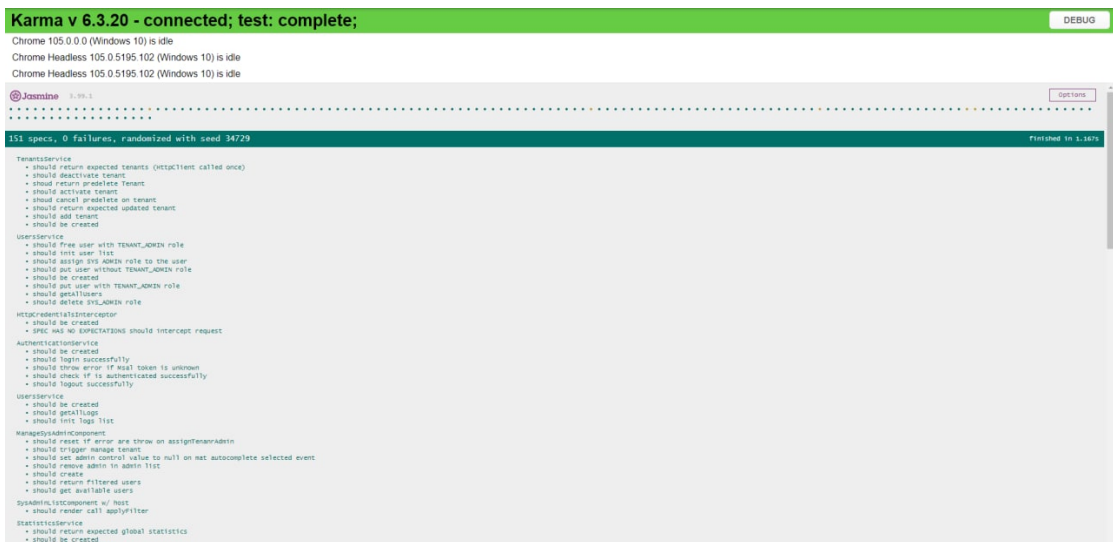 Karma v 6.3.20 - connected; test: complete;
DEBUG
Chrome 105.0.0.0 (Windows 10) is idle
Chrome Headless 105.0.5195.102 (Windows 10) is idle
Chrome Headless 105.0.5195.102 (Windows 10) is idle
Jasmine 3.99.1
Options
151 specs, 0 failures, randomized with seed 34729
finished in 1.167s
TenantsService
• should return expected tenants (HttpClient called once)
• should deactivate tenant
• shoud return predelete Tenant
• should activate tenant
• shoud cancel predelete on tenant
• should return expected updated tenant
• should add tenant
• should be created
UsersService
• should free user with TENANT_ADMIN role
• should init user list
• should assign SYS ADMIN role to the user
• should put user without TENANT_ADMIN role
• should be created
• should put user with TENANT_ADMIN role
• should getAllUsers
• should delete SYS_ADMIN role
HttpCredentialsInterceptor
• should be created
• SPEC HAS NO EXPECTATIONS should intercept request
AuthenticationService
• should be created
• should login successfully
• should throw error if Msal token is unknown
• should check if is authenticated successfully
• should logout successfully
UsersService
• should be created
• should getAllLogs
• should init logs list
ManageSysAdminComponent
• should reset if error are throw on assignTenanrAdmin
• should trigger manage tenant
• should set admin control value to null on mat autocomplete selected event
• should remove admin in admin list
• should create
• should return filtered users
• should get available users
SysAdminListComponent w/ host
• should render call applyFilter
StatisticsService
• should return expected global statistics
• should be created